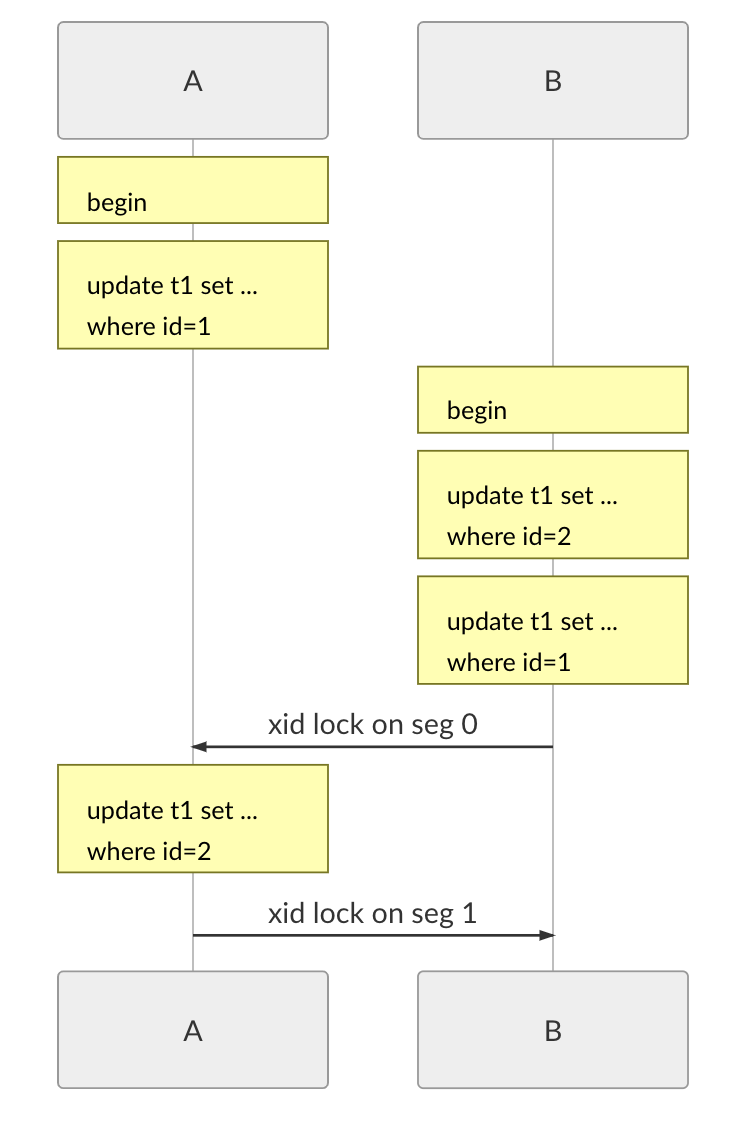 A
B
begin
update t1 set ...
where id=1
begin
update t1 set ...
where id=2
update t1 set ...
where id=1
xid lock on seg 0
update t1 set ...
where id=2
xid lock on seg 1
A
B